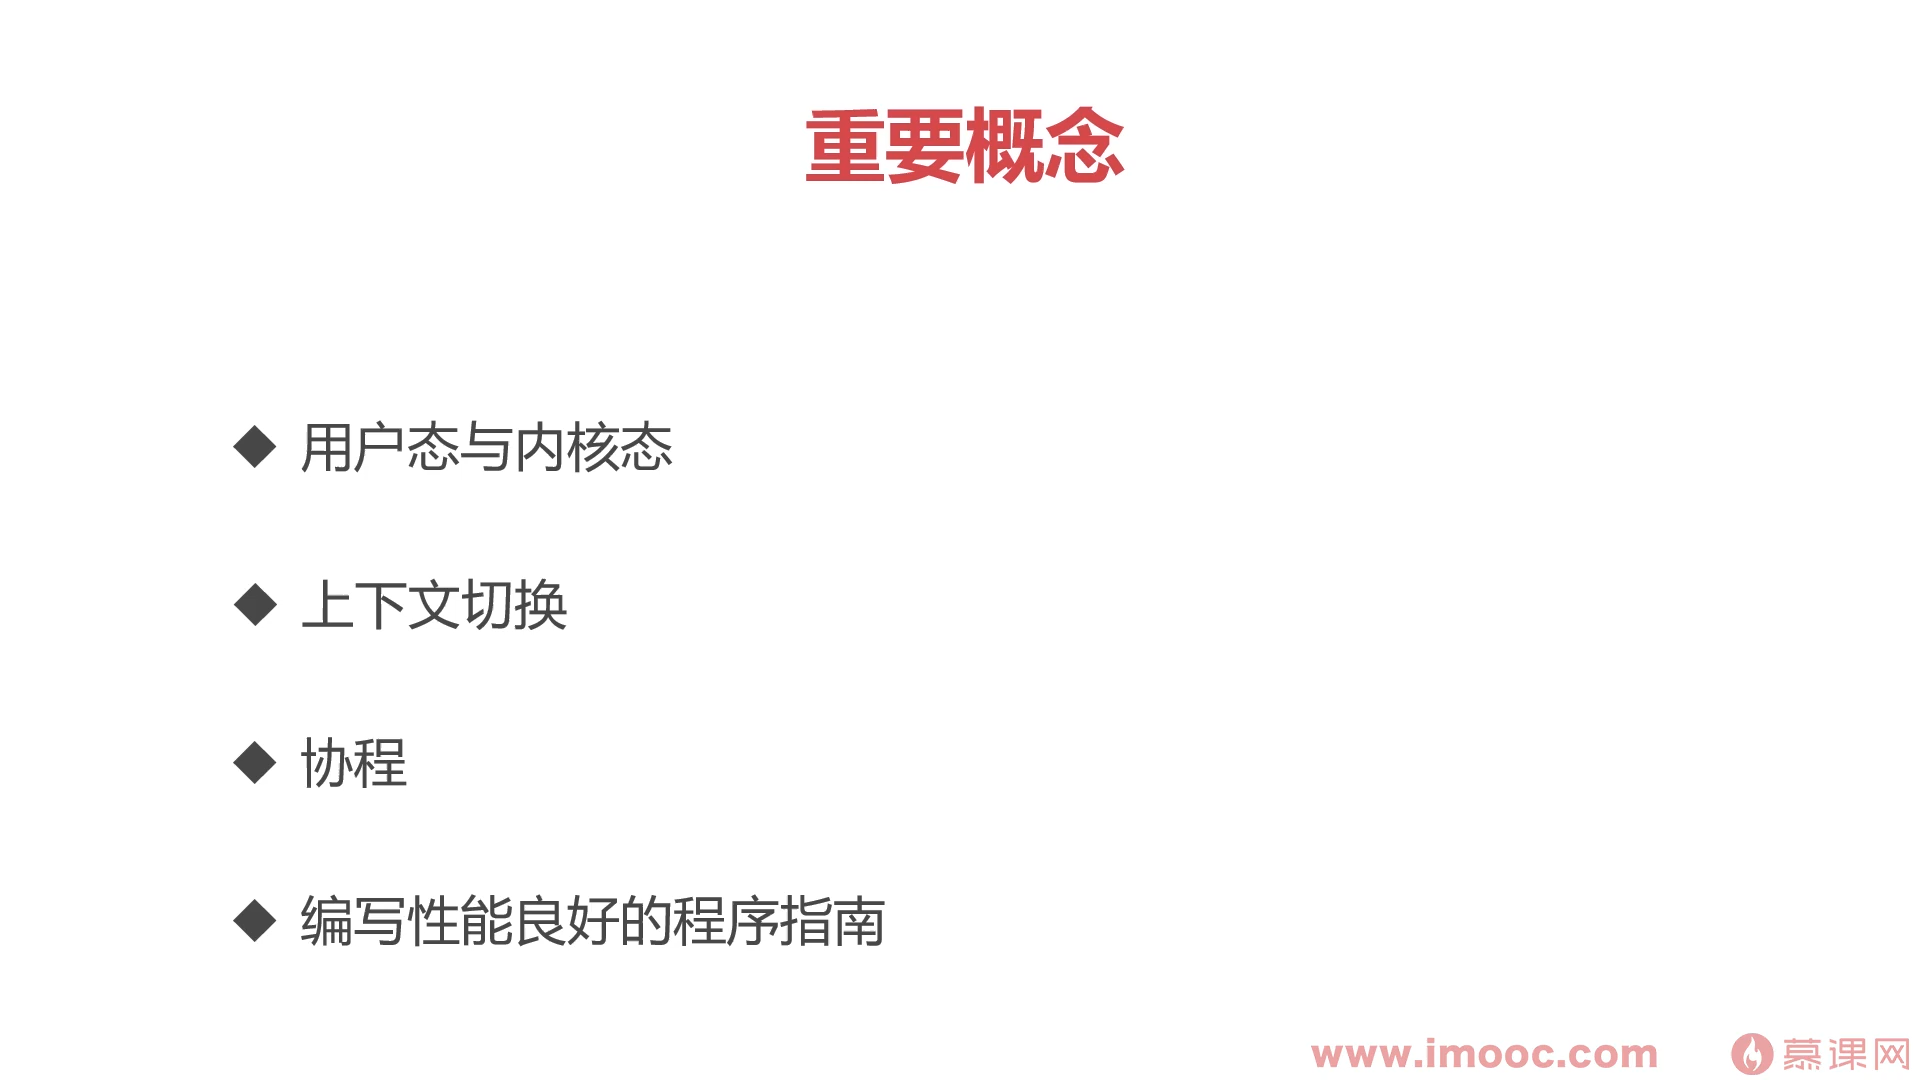 重要概念
◆ 用户态与内核态
◆ 上下文切换
◆ 协程
◆ 编写性能良好的程序指南
www.imooc.com 慕课网